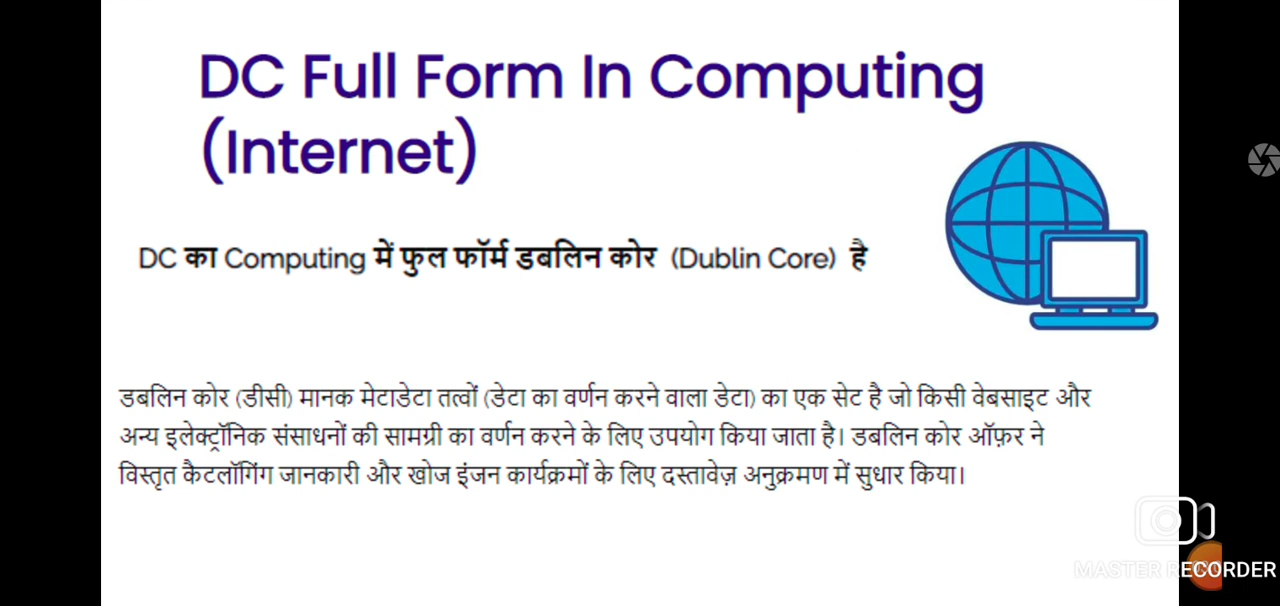 DC Full Form In Computing
(Internet)
DC का Computing में फुल फॉर्म डबलिन कोर (Dublin Core) है
डबलिन कोर (डीसी) मानक मेटाडेटा तत्वों (डेटा का वर्णन करने वाला डेटा) का एक सेट है जो किसी वेबसाइट और
अन्य इलेक्ट्रॉनिक संसाधनों की सामग्री का वर्णन करने के लिए उपयोग किया जाता है। डबलिन कोर ऑफ़र ने
विस्तृत कैटलॉगिंग जानकारी और खोज इंजन कार्यक्रमों के लिए दस्तावेज़ अनुक्रमण में सुधार किया।
MASTER RECORDER